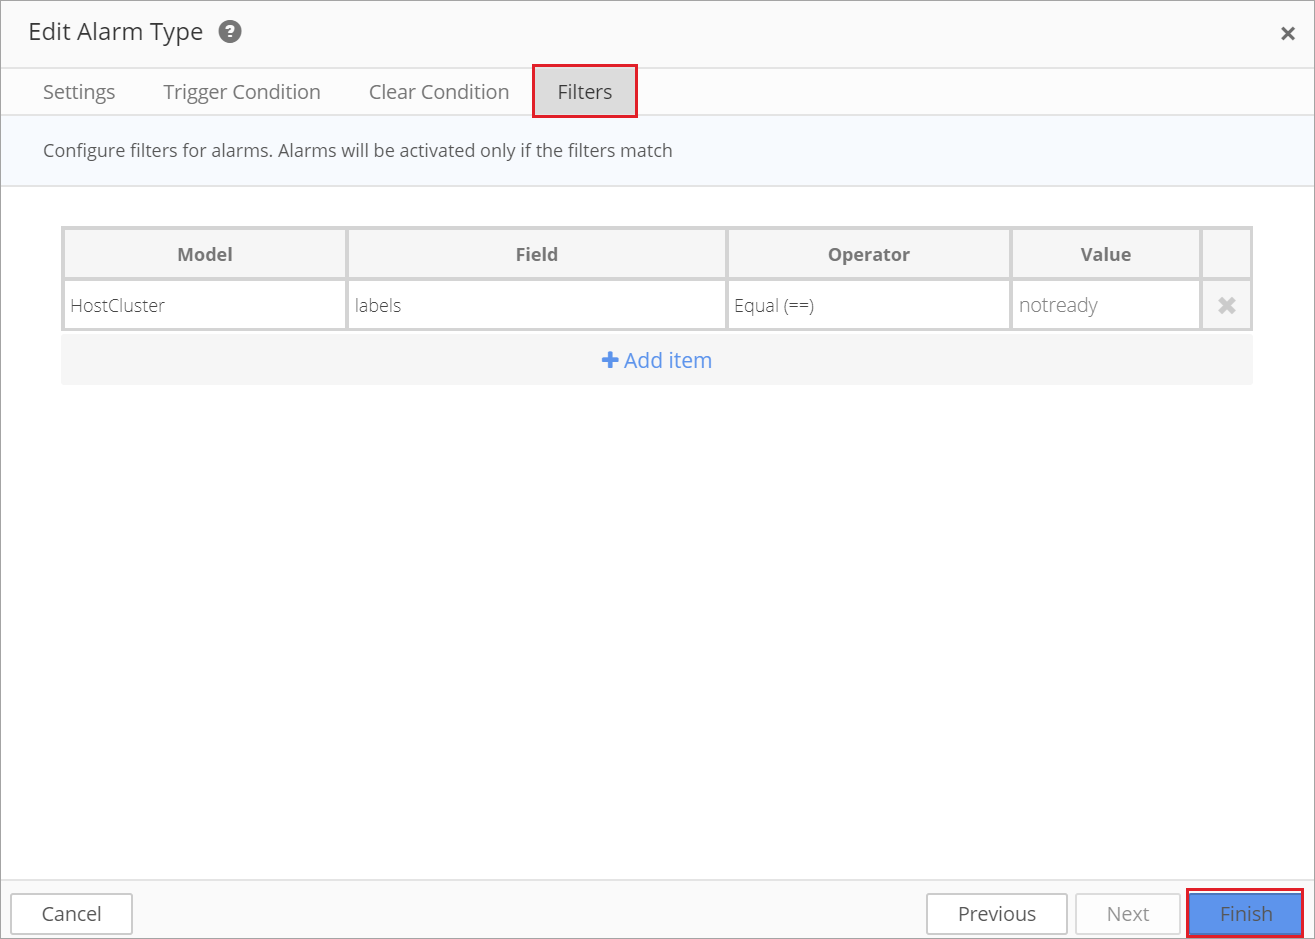 Edit Alarm Type ?
Settings Trigger Condition Clear Condition Filters
Configure filters for alarms. Alarms will be activated only if the filters match
Model Field Operator Value
HostCluster labels Equal (==) notready
Add item
Cancel Previous Next Finish